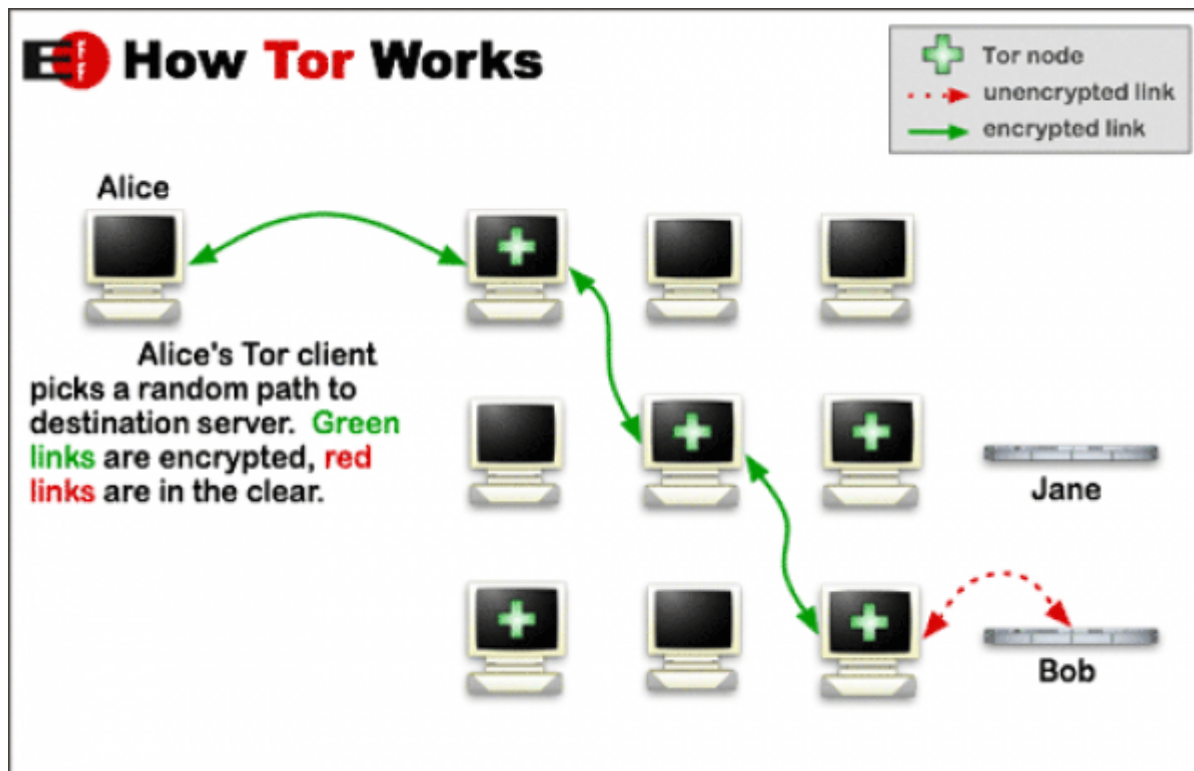 How Tor Works
Tor node
unencrypted link
encrypted link
Alice
Alice's Tor client
picks a random path to
destination server. Green
links are encrypted, red
links are in the clear.
Jane
Bob